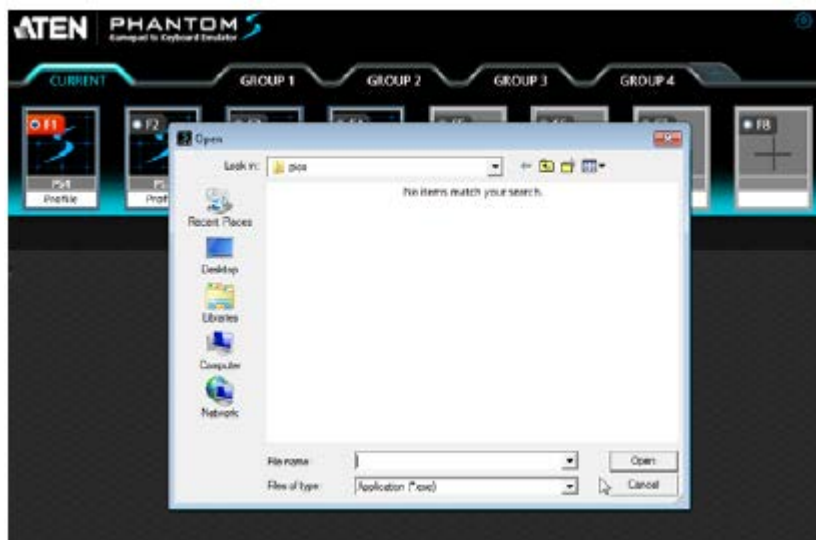 ATEN PHANTOM S
Gamepad to Keyboard Emulator
CURRENT GROUP 1 GROUP 2 GROUP 3 GROUP 4
F1 F2 F8
PS4
Profile Prof
Open
Look in: pics
No items match your search.
Recent Places
Desktop
Libraries
Computer
Network
File name: Open
Files of type: Application (*.exe) Cancel